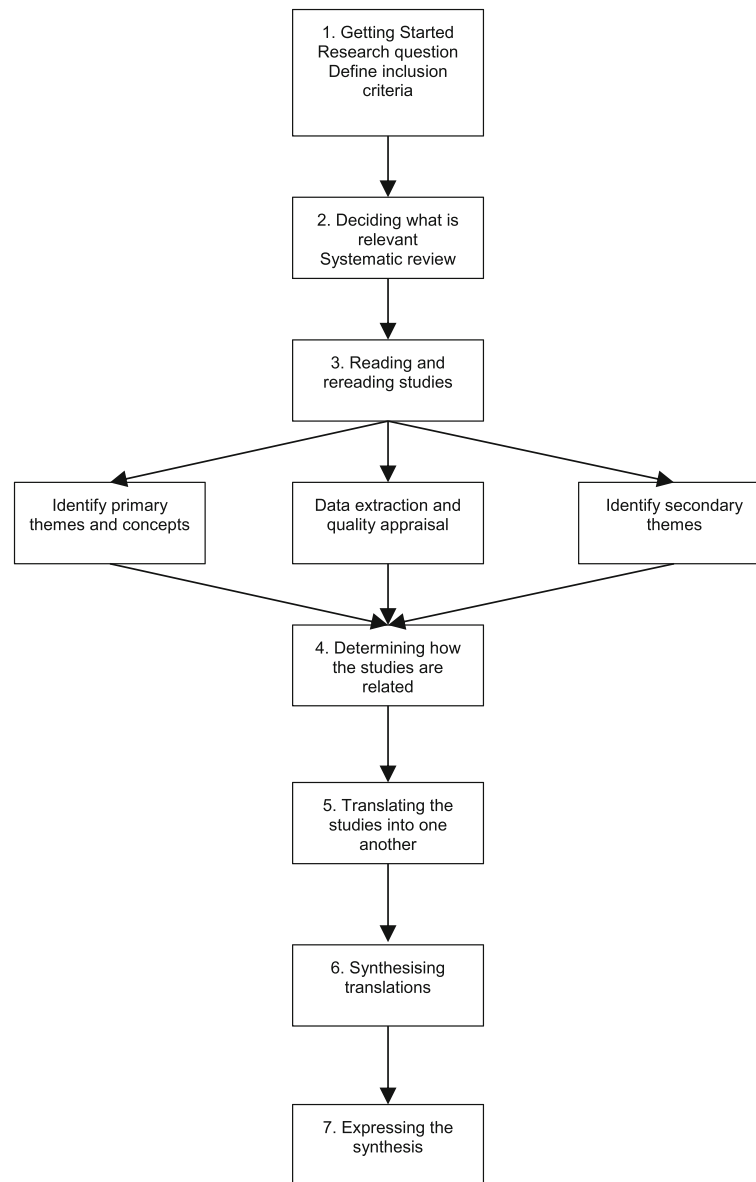 1. Getting Started
Research question
Define inclusion
criteria
2. Deciding what is
relevant
Systematic review
3. Reading and
rereading studies
Identify primary
themes and concepts
Data extraction and
quality appraisal
Identify secondary
themes
4. Determining how
the studies are
related
5. Translating the
studies into one
another
6. Synthesising
translations
7. Expressing the
synthesis